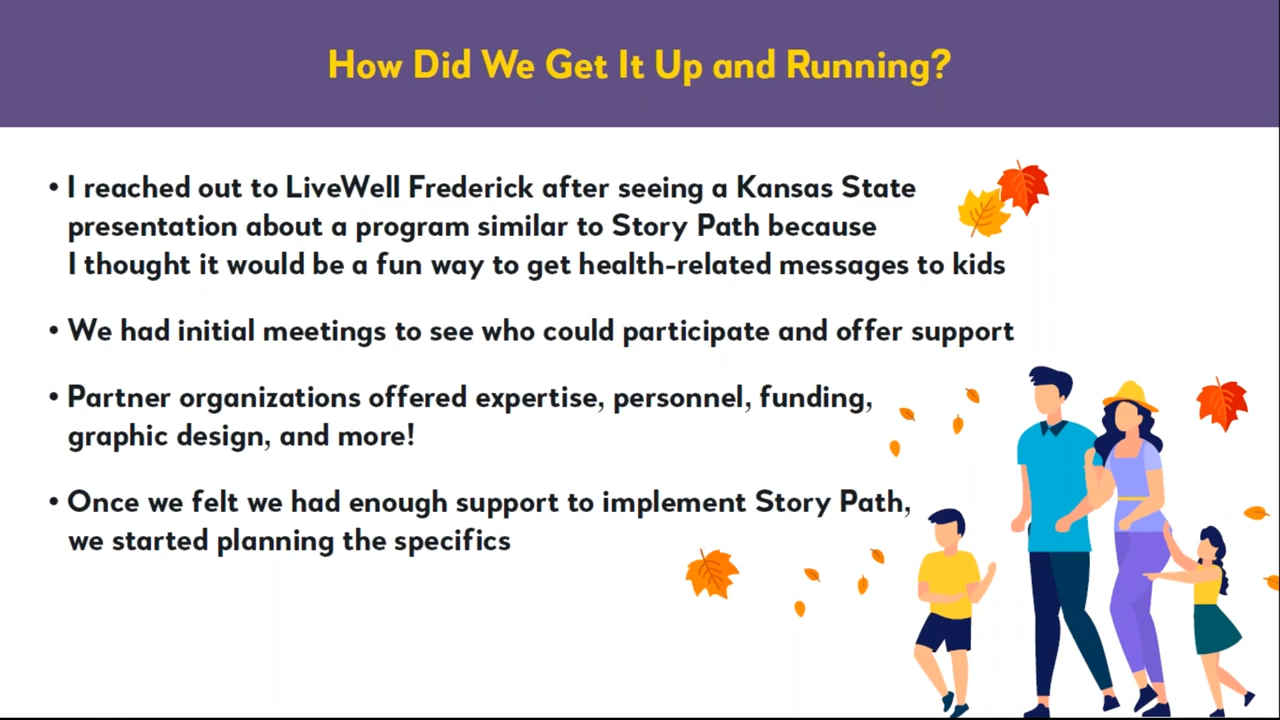 How Did We Get It Up and Running?
• I reached out to LiveWell Frederick after seeing a Kansas State
presentation about a program similar to Story Path because
I thought it would be a fun way to get health-related messages to kids
• We had initial meetings to see who could participate and offer support
• Partner organizations offered expertise, personnel, funding,
graphic design, and more!
• Once we felt we had enough support to implement Story Path,
we started planning the specifics